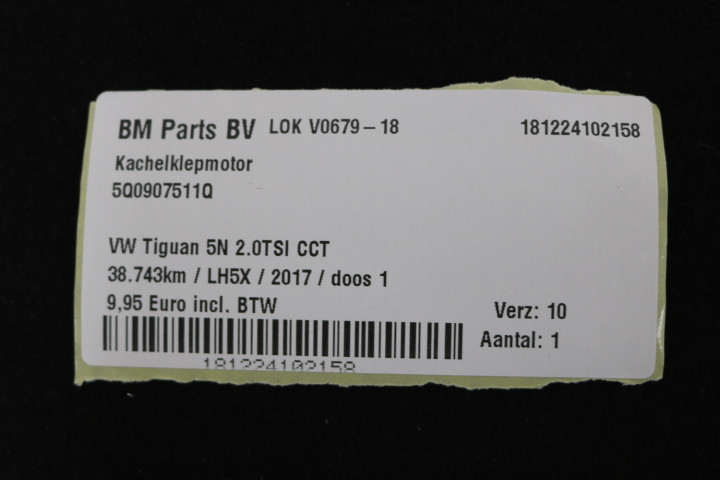 BM Parts BV LOK V0679-18 181224102158
Kachelklepmotor
5Q0907511Q
VW Tiguan 5N 2.0TSI CCT
38.743km / LH5X / 2017 / doos 1
9,95 Euro incl. BTW
Verz: 10
Aantal: 1
181224102158